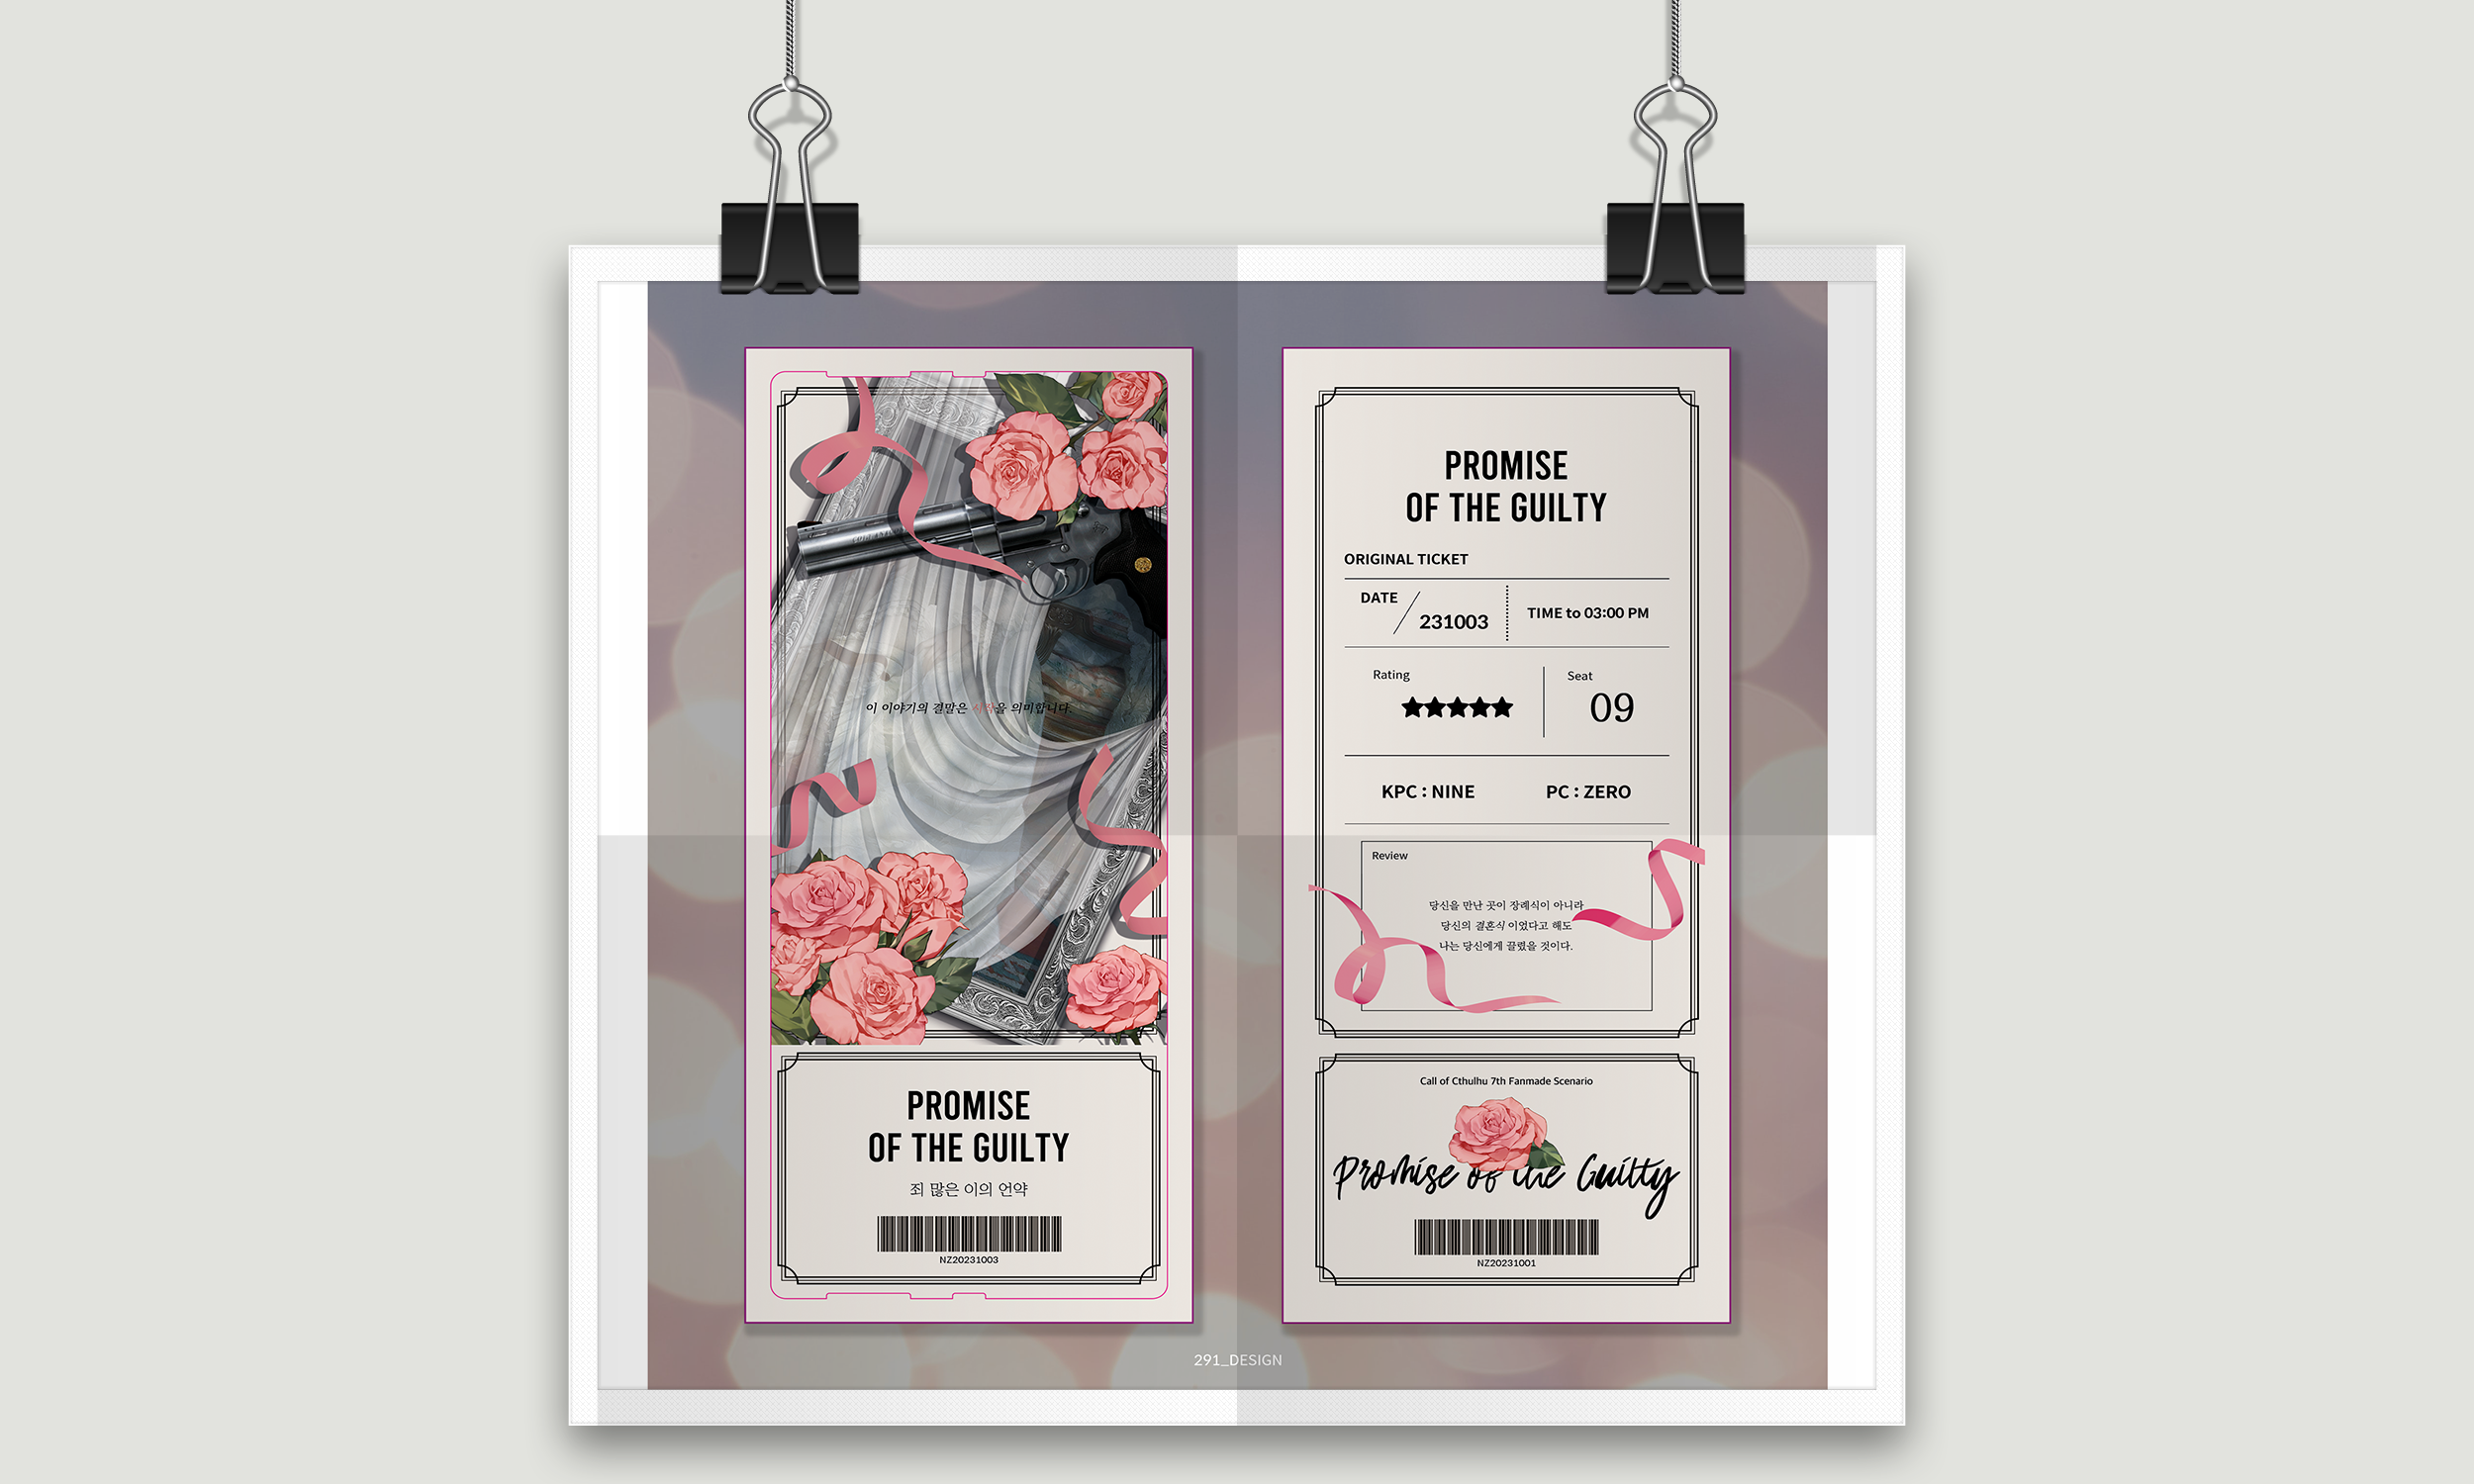 이 이야기의 결말은 시작을 의미합니다.
PROMISE
OF THE GUILTY
죄 많은 이의 언약
NZ20231003
PROMISE
OF THE GUILTY
ORIGINAL TICKET
DATE
231003
TIME to 03:00 PM
Rating
Seat
09
KPC : NINE
PC : ZERO
Review
당신을 만난 곳이 장례식이 아니라
당신의 결혼식 이었다고 해도
나는 당신에게 끌렸을 것이다.
Call of Cthulhu 7th Fanmade Scenario
Promise of the Guilty
NZ20231001
291_DESIGN